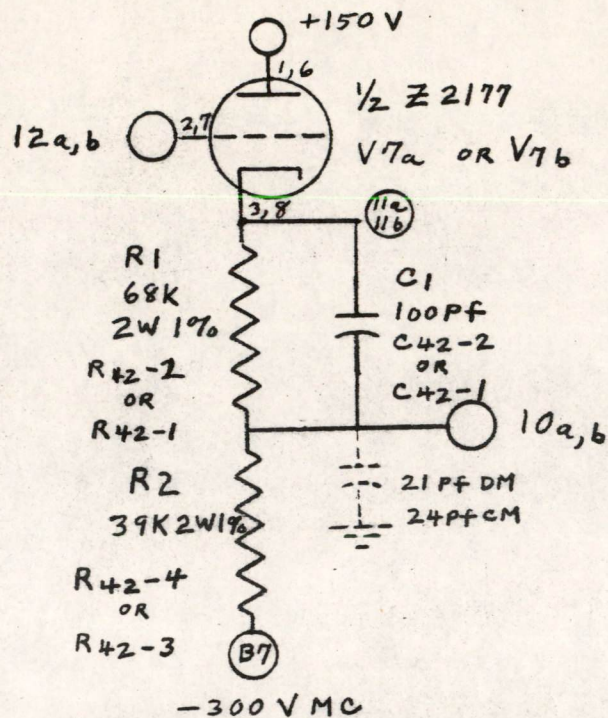 +150 V
1,6
½ Z 2177
2,7
12a,b
V7a OR V7b
3,8
11a
11b
R1
68K
2W 1%
R42-2
OR
R42-1
C1
100Pf
C42-2
OR
C42-1
10a,b
R2
39K 2W1%
21 Pf DM
24Pf CM
R42-4
OR
R42-3
B7
-300 V MC